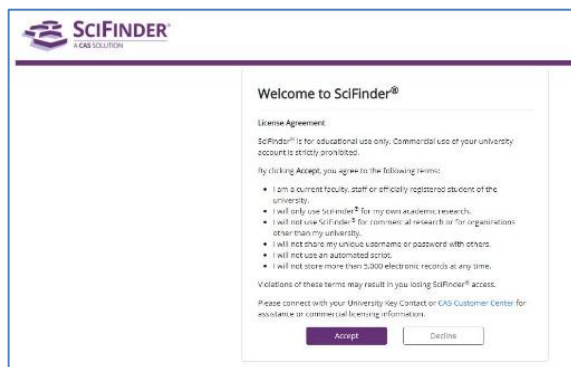 SCIFINDER®
A CAS SOLUTION
Welcome to SciFinder®
License Agreement
SciFinder® is for educational use only. Commercial use of your university
account is strictly prohibited.
By clicking Accept, you agree to the following terms:
• I am a current faculty, staff or officially registered student of the
university.
• I will only use SciFinder® for my own academic research.
• I will not use SciFinder® for commercial research or for organizations
other than my university.
• I will not share my unique username or password with others.
• I will not use an automated script.
• I will not store more than 5,000 electronic records at any time.
Violations of these terms may result in you losing SciFinder® access.
Please connect with your University Key Contact or CAS Customer Center for
assistance or commercial licensing information.
Accept
Decline